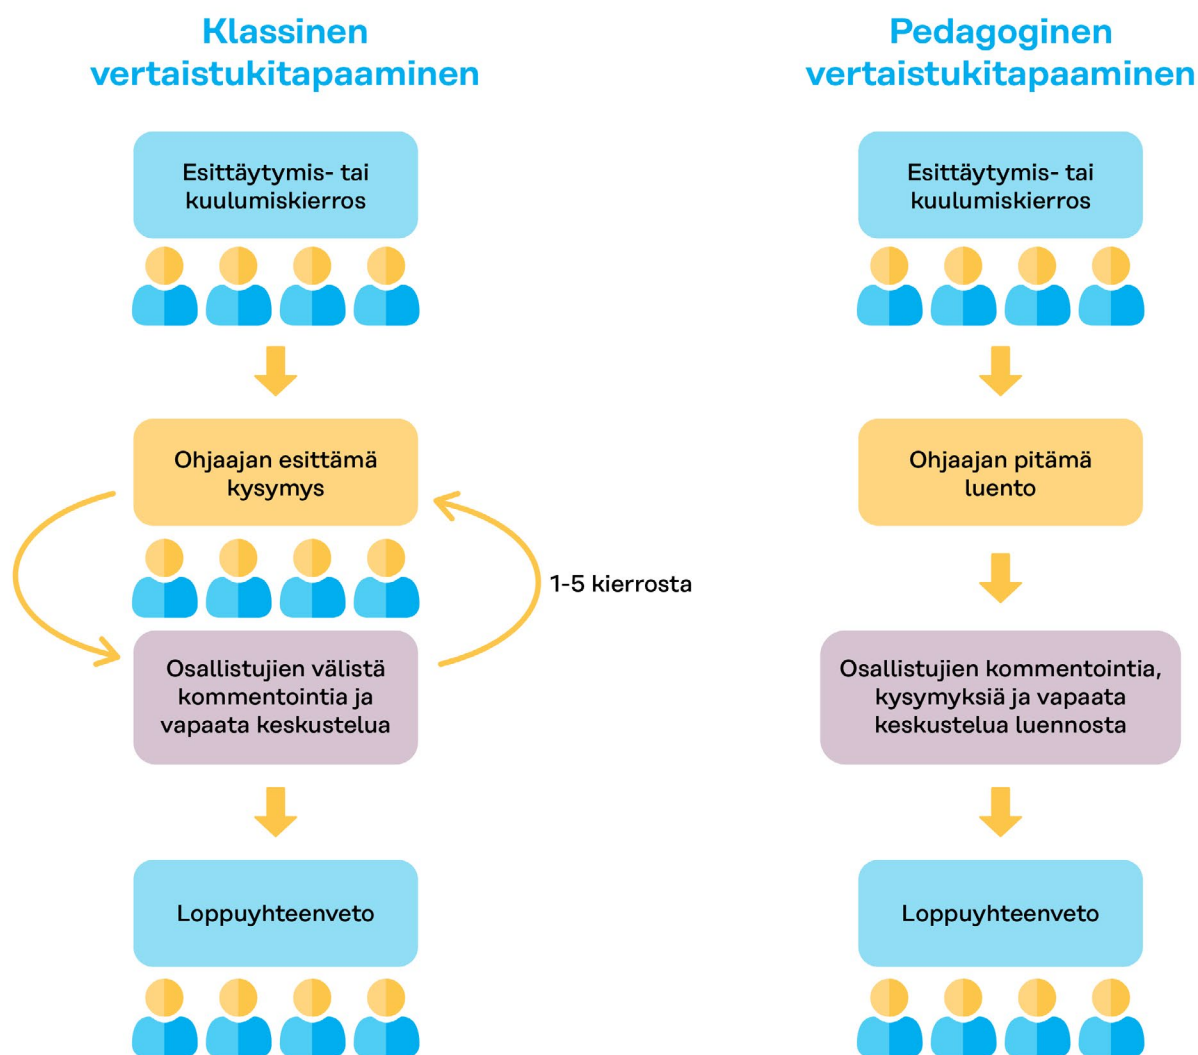 Klassinen
vertaistukitapaaminen
Esittäytymis- tai
kuulumiskierros
Ohjaajan esittämä
kysymys
1-5 kierrosta
Osallistujien välistä
kommentointia ja
vapaata keskustelua
Loppuyhteenveto
Pedagoginen
vertaistukitapaaminen
Esittäytymis- tai
kuulumiskierros
Ohjaajan pitämä
luento
Osallistujien kommentointia,
kysymyksiä ja vapaata
keskustelua luennosta
Loppuyhteenveto